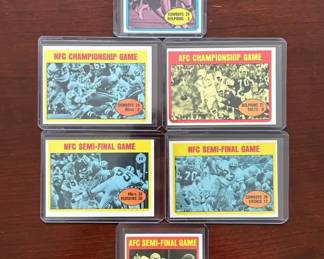 COWBOYS 24
DOLPHINS 3
NFC CHAMPIONSHIP GAME
COWBOYS 14
49ers 3
AFC CHAMPIONSHIP GAME
DOLPHINS 21
COLTS 0
NFC SEMI-FINAL GAME
49ers 24
REDSKINS 20
NFC SEMI-FINAL GAME
COWBOYS 20
VIKINGS 12
AFC SEMI-FINAL GAME